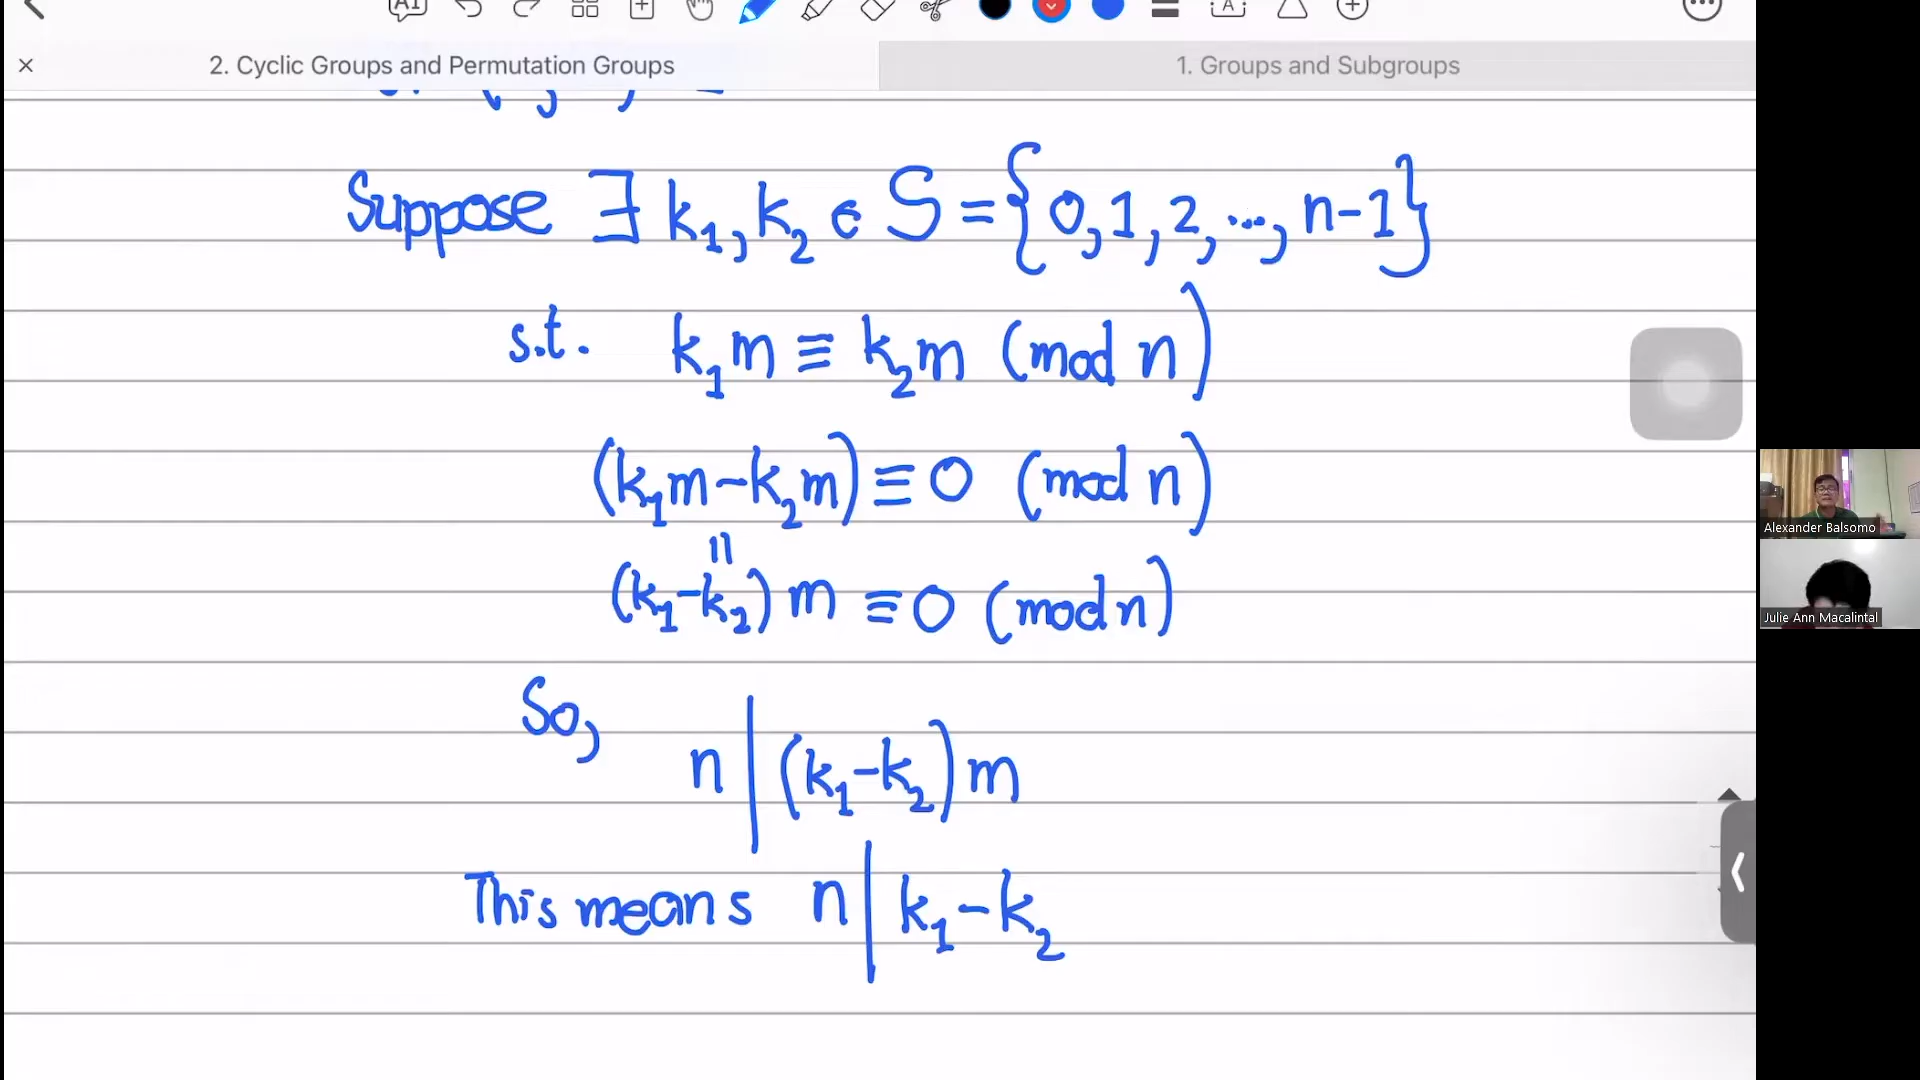 2. Cyclic Groups and Permutation Groups
1. Groups and Subgroups
Suppose ∃ k₁, k₂ ∈ S = {0, 1, 2, ..., n-1}
s.t. k₁m ≡ k₂m (mod n)
(k₁m - k₂m) ≡ 0 (mod n)
=
(k₁-k₂) m ≡ 0 (mod n)
So,
n | (k₁-k₂) m
This means n | k₁-k₂
Alexander Balsomo
Julie Ann Macalintal